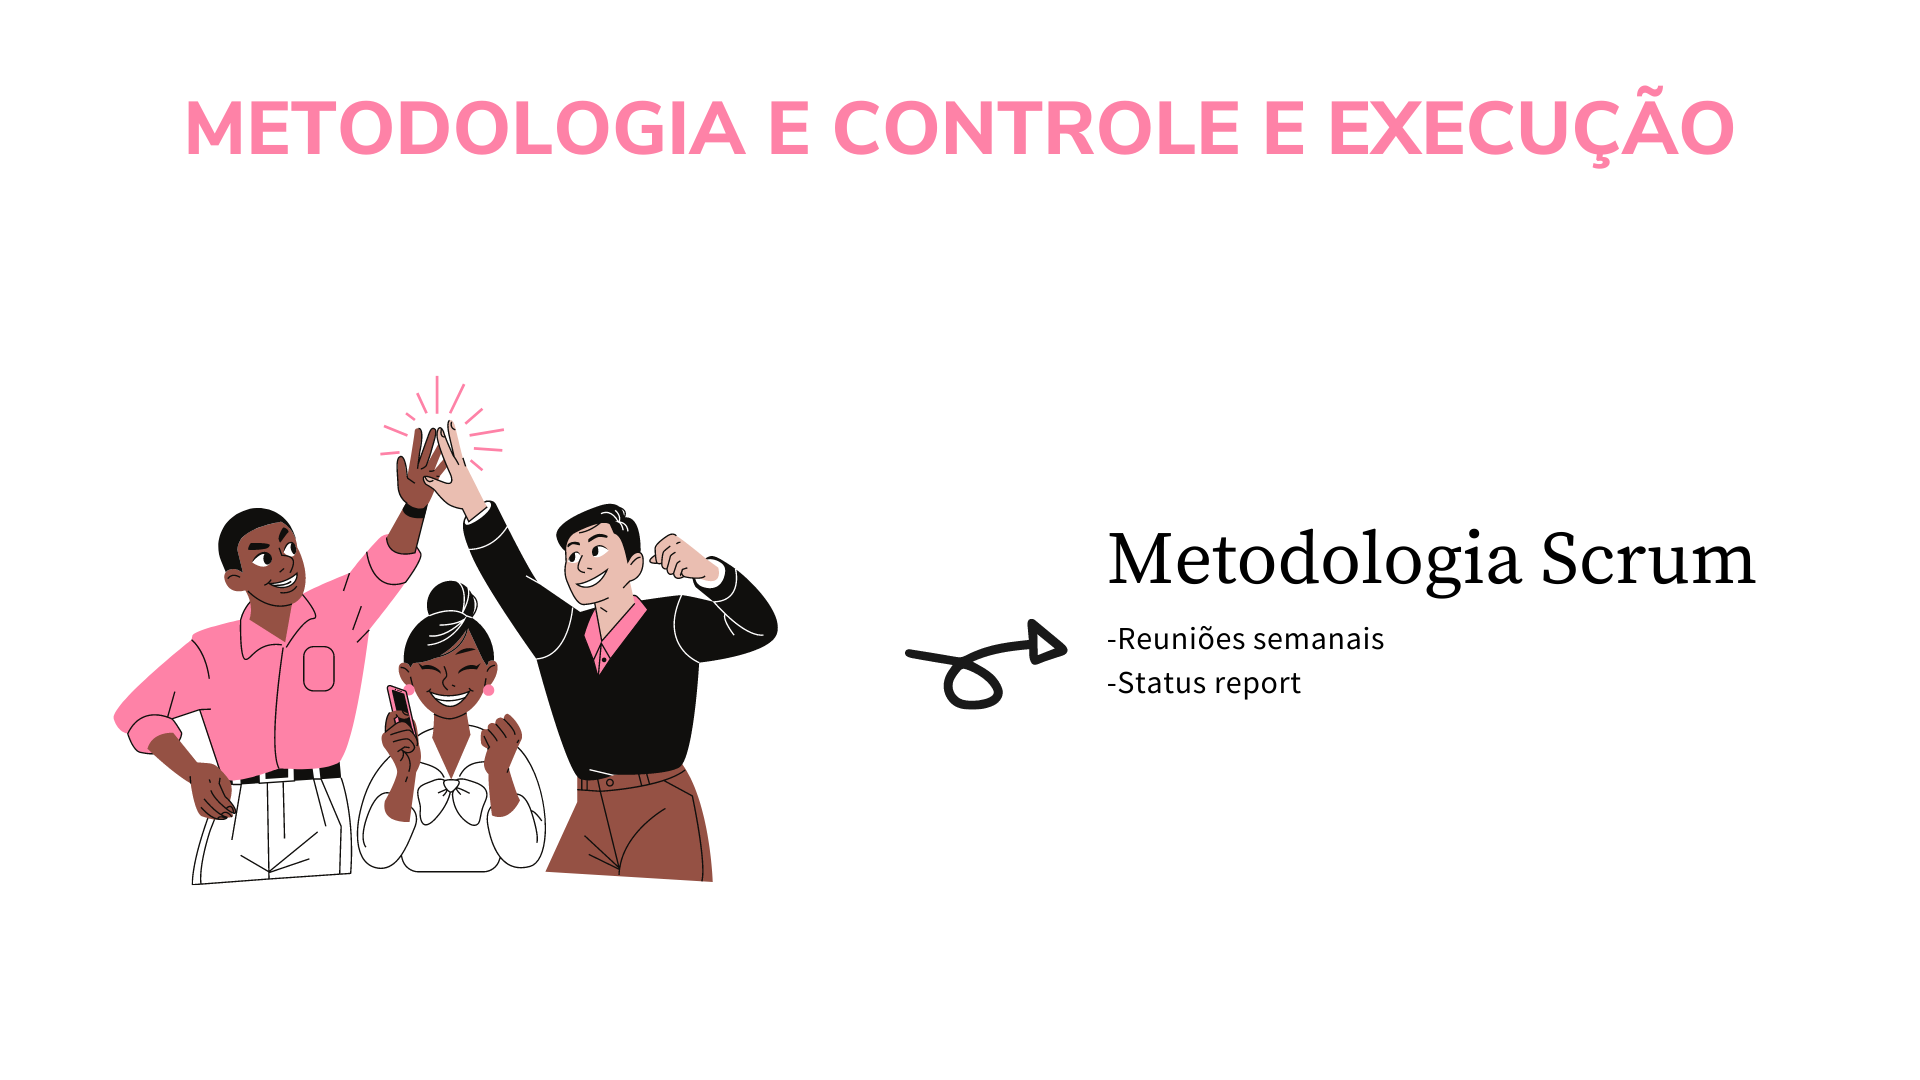 METODOLOGIA E CONTROLE E EXECUÇÃO
Metodologia Scrum
-Reuniões semanais
-Status report